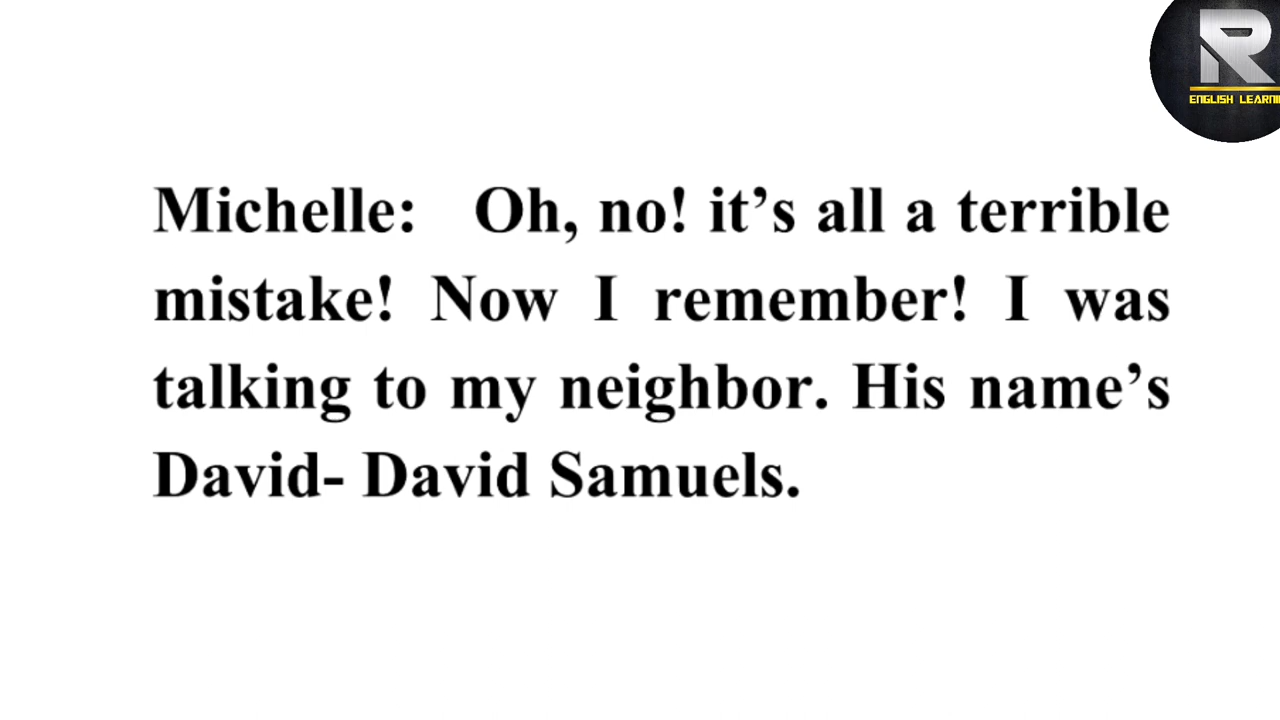 R
ENGLISH LEARNI
Michelle: Oh, no! it’s all a terrible
mistake! Now I remember! I was
talking to my neighbor. His name’s
David- David Samuels.